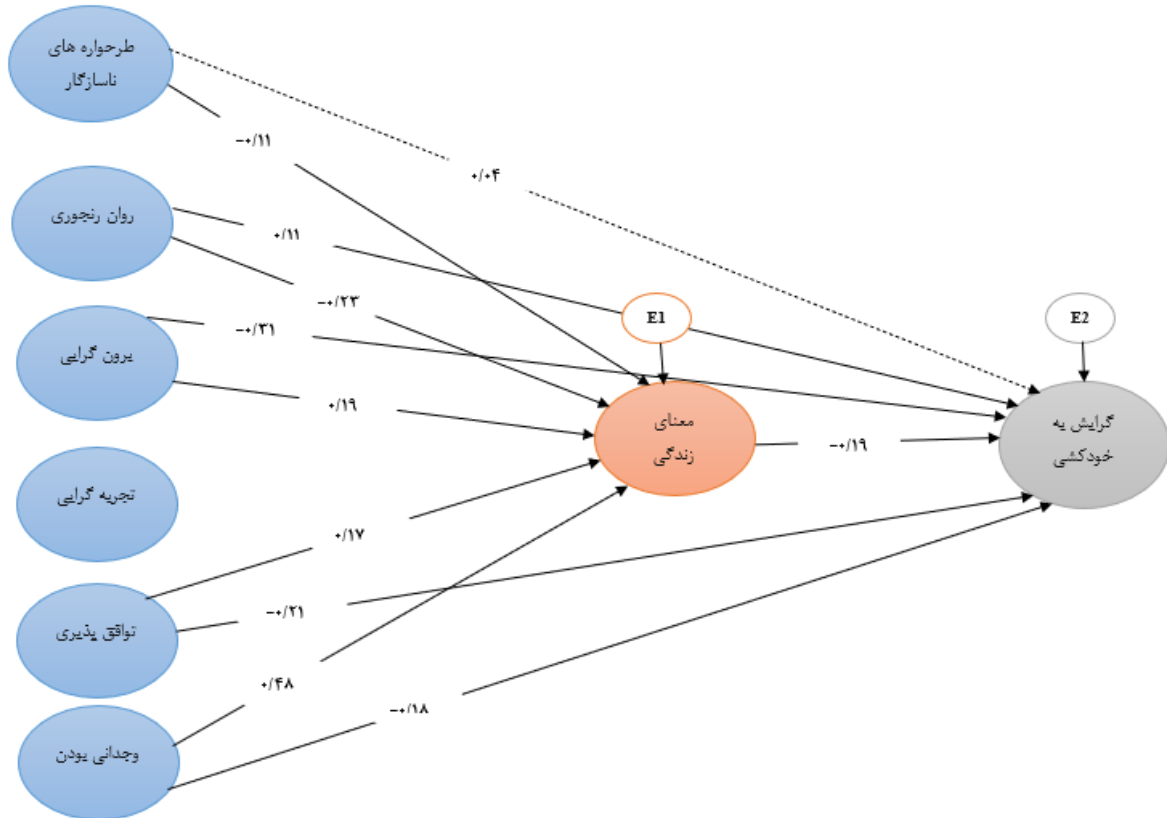 طرحواره های
ناسازگار
-۰/۱۱
۰/۰۴
روان رنجوری
۰/۱۱
-۰/۲۳
E1
E2
برون گرایی
-۰/۳۱
۰/۱۹
معنای
زندگی
-۰/۱۹
گرایش به
خودکشی
تجربه گرایی
۰/۱۷
توافق پذیری
-۰/۲۱
۰/۴۸
-۰/۱۸
وجدانی بودن